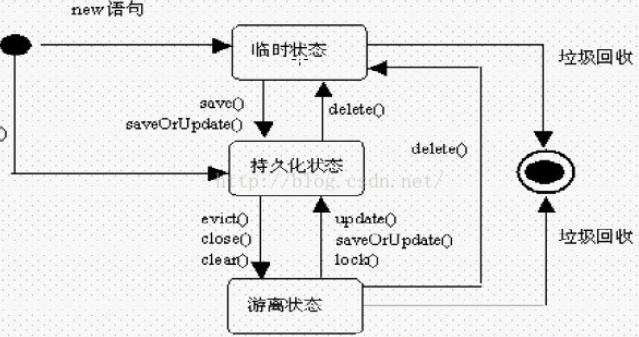 new语句
临时状态
垃圾回收
save()
saveOrUpdate()
delete()
delete()
)
持久化状态
http://blog.csdn.net/
evict()
close()
clear()
update()
saveOrUpdate()
lock()
垃圾回收
游离状态